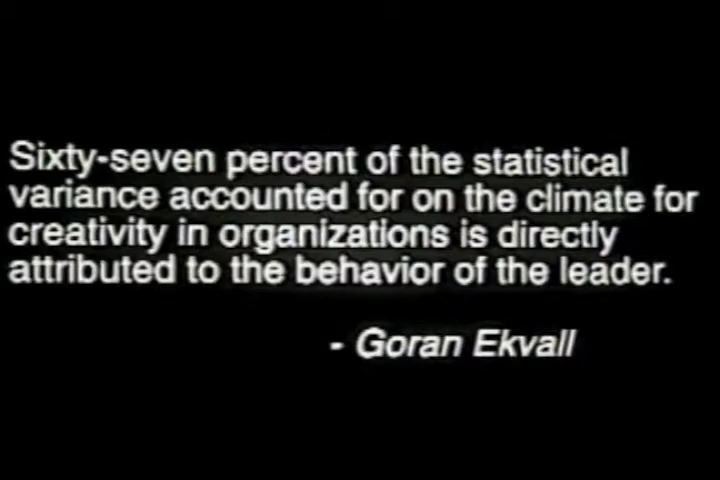 Sixty-seven percent of the statistical
variance accounted for on the climate for
creativity in organizations is directly
attributed to the behavior of the leader.
- Goran Ekvall